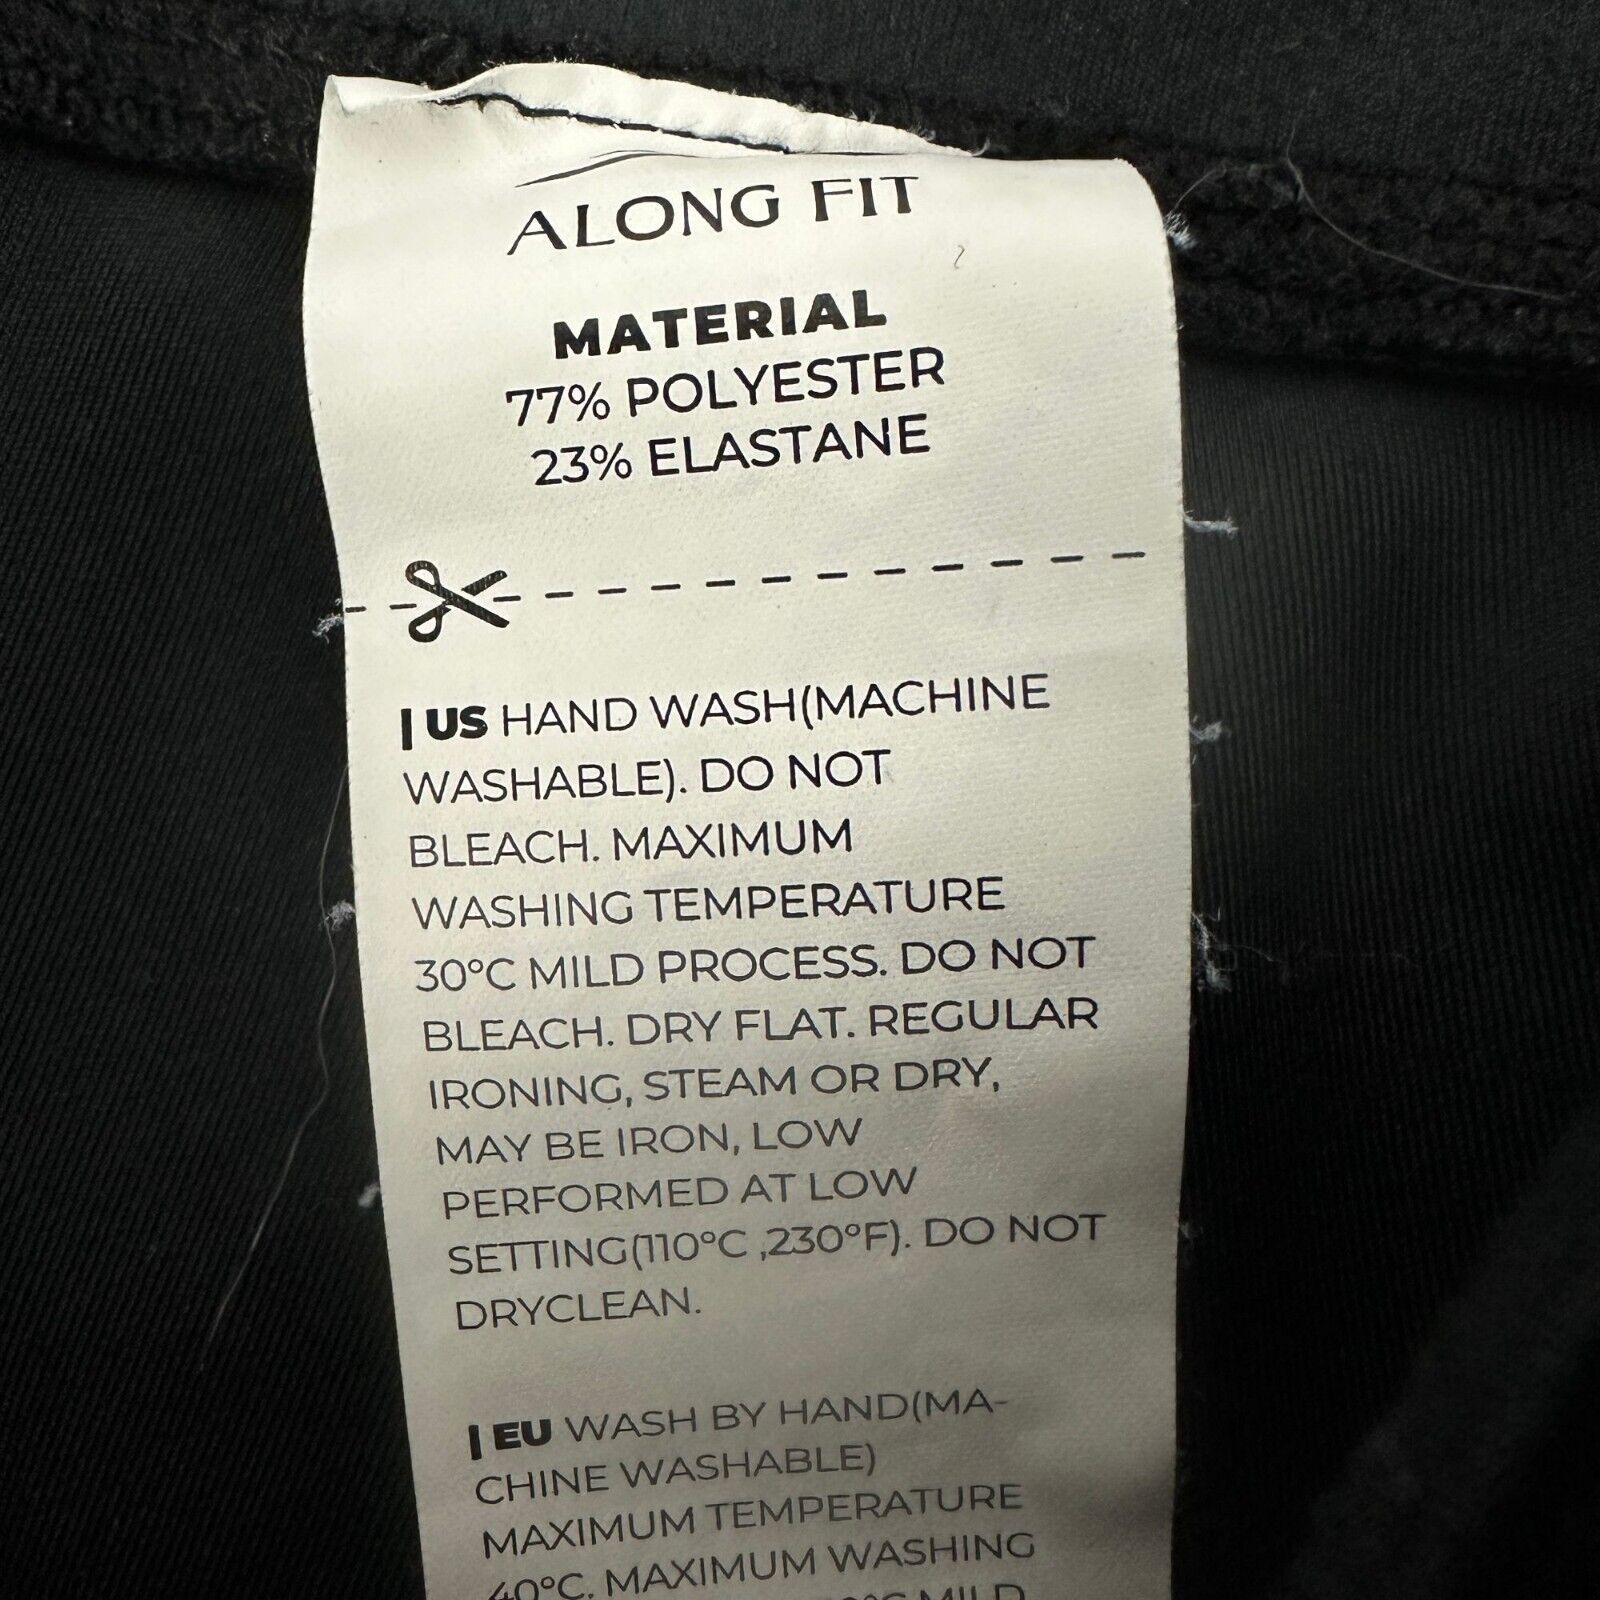 ALONG FIT
MATERIAL
77% POLYESTER
23% ELASTANE
| US HAND WASH(MACHINE
WASHABLE). DO NOT
BLEACH. MAXIMUM
WASHING TEMPERATURE
30°C MILD PROCESS. DO NOT
BLEACH. DRY FLAT. REGULAR
IRONING, STEAM OR DRY,
MAY BE IRON, LOW
PERFORMED AT LOW
SETTING(110°C ,230°F). DO NOT
DRYCLEAN.
| EU WASH BY HAND(MA-
CHINE WASHABLE)
MAXIMUM TEMPERATURE
40°C. MAXIMUM WASHING
MILD